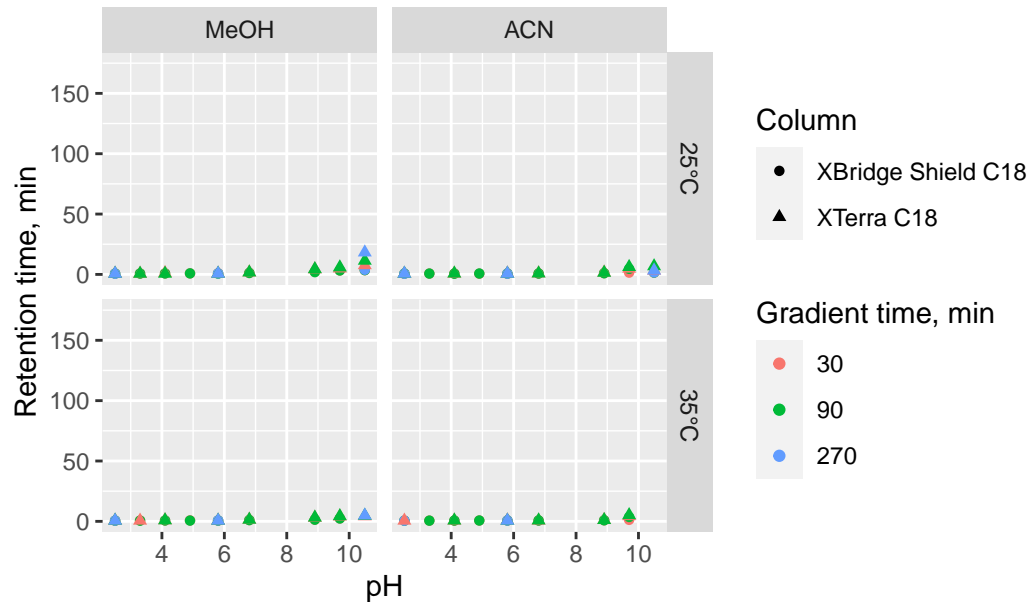 MeOH
ACN
Retention time, min
150
100
50
0
25°C
150
100
50
0
35°C
4
6
8
10
4
6
8
10
pH
Column
XBridge Shield C18
XTerra C18
Gradient time, min
30
90
270